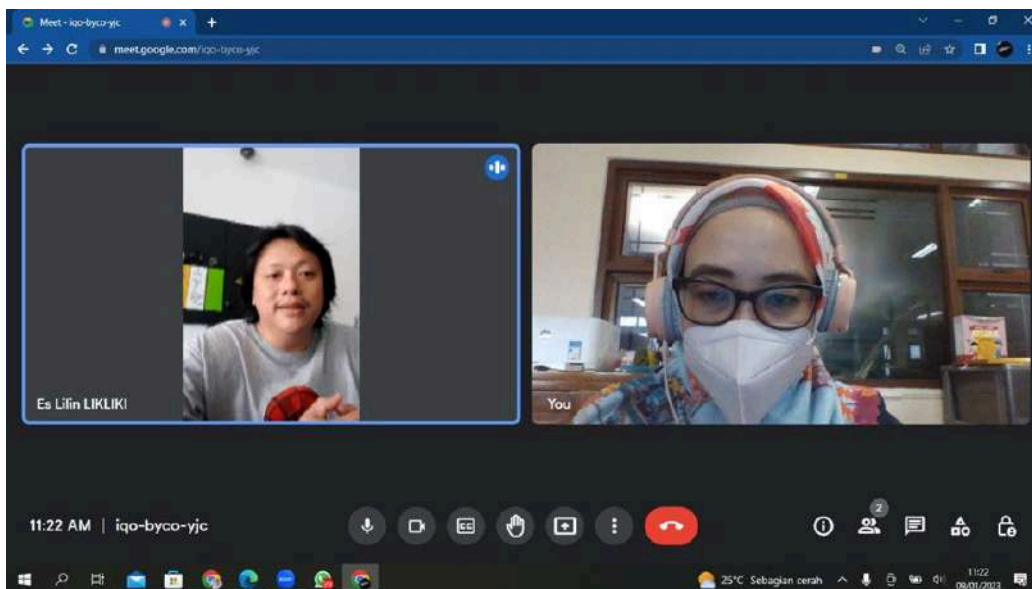 Meet - iqo-byco-yjc
meet.google.com/iqo-byco-yjc
Es Lilin LIKLIKI
You
11:22 AM | iqo-byco-yjc
2
25°C Sebagian cerah
11:22
09/01/2023